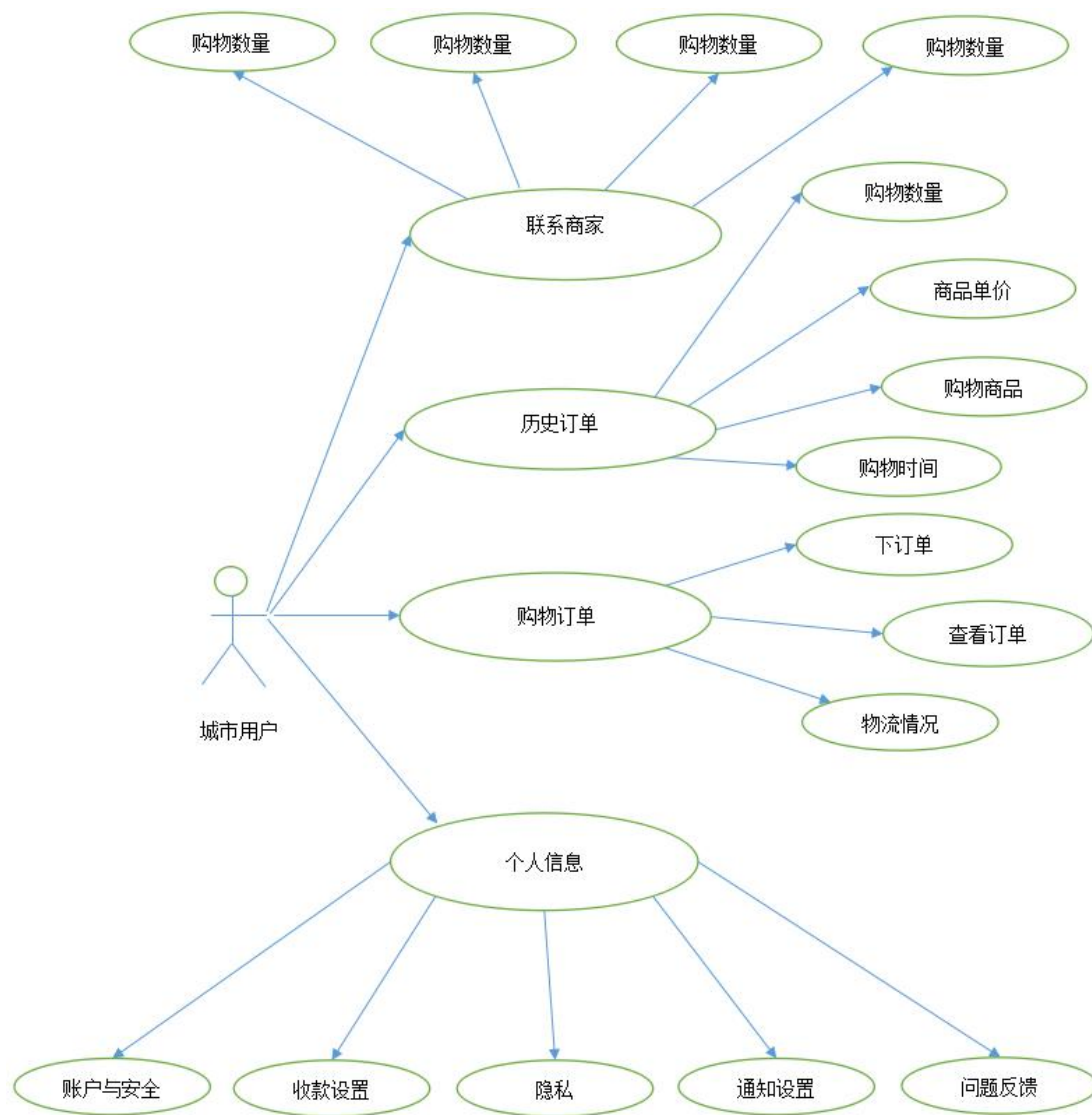 购物数量
购物数量
购物数量
购物数量
联系商家
购物数量
商品单价
购物商品
历史订单
购物时间
下订单
购物订单
查看订单
物流情况
城市用户
个人信息
账户与安全
收款设置
隐私
通知设置
问题反馈